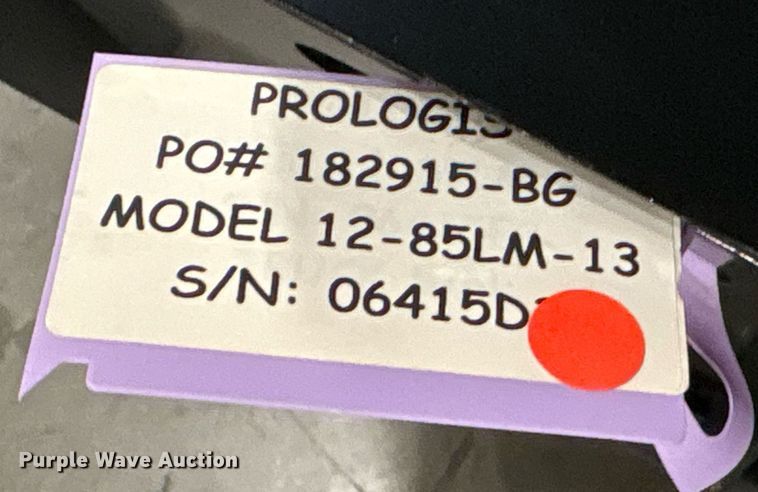 PROLOGIS
PO# 182915-BG
MODEL 12-85LM-13
S/N: 06415D
Purple Wave Auction